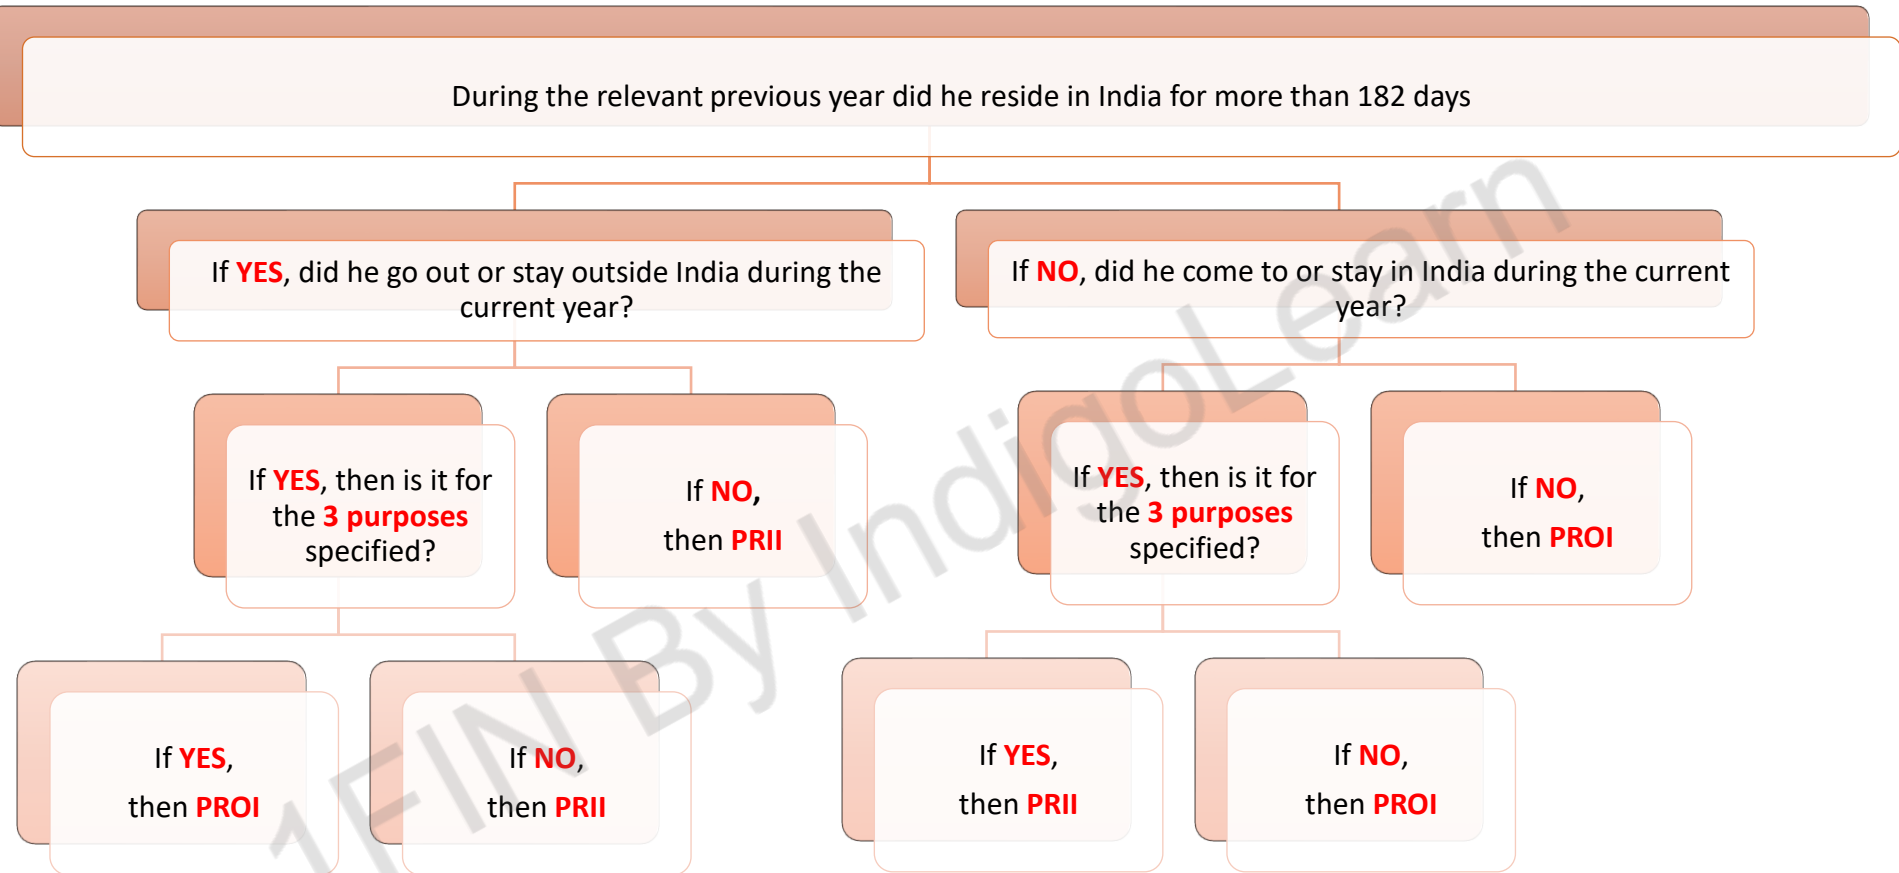 During the relevant previous year did he reside in India for more than 182 days
If YES, did he go out or stay outside India during the
current year?
If NO, did he come to or stay in India during the current
year?
If YES, then is it for
the 3 purposes
specified?
If NO,
then PRII
If YES, then is it for
the 3 purposes
specified?
If NO,
then PROI
If YES,
then PROI
If NO,
then PRII
If YES,
then PRII
If NO,
then PROI
1FIN By IndigoLearn